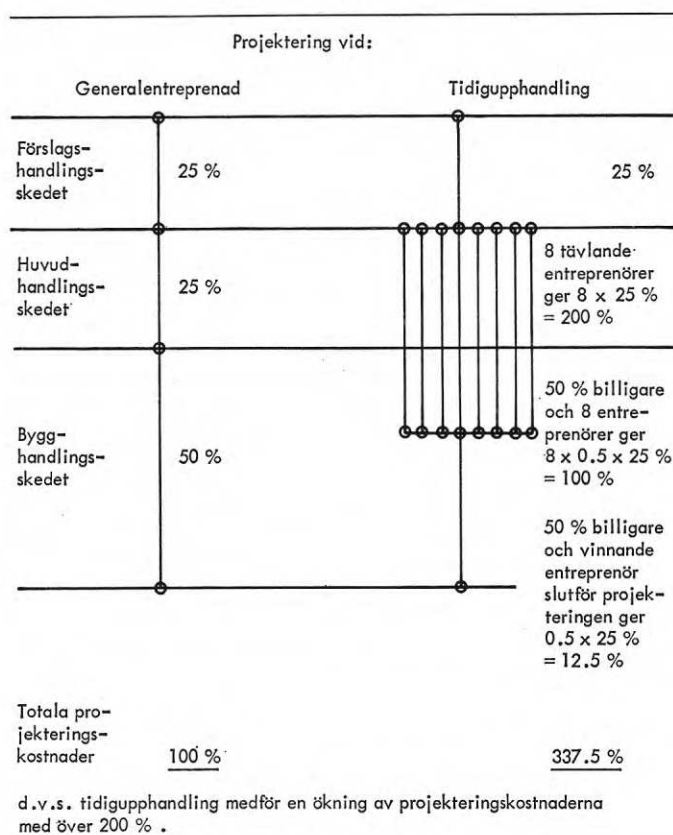 Projektering vid:
Generalentreprenad Tidigupphandling
Förslags-
handlings-
skedet
25 %
25 %
Huvud-
handlings-
skedet
25 %
8 tävlande
entreprenörer
ger 8 x 25 %
= 200 %
Bygg-
handlings-
skedet
50 %
50 % billigare
och 8 entre-
prenörer ger
8 x 0.5 x 25 %
= 100 %
50 % billigare
och vinnande
entreprenör
slutför projek-
teringen ger
0.5 x 25 %
= 12.5 %
Totala pro-
jekterings-
kostnader
100 %
337.5 %
d.v.s. tidigupphandling medför en ökning av projekteringskostnaderna
med över 200 % .